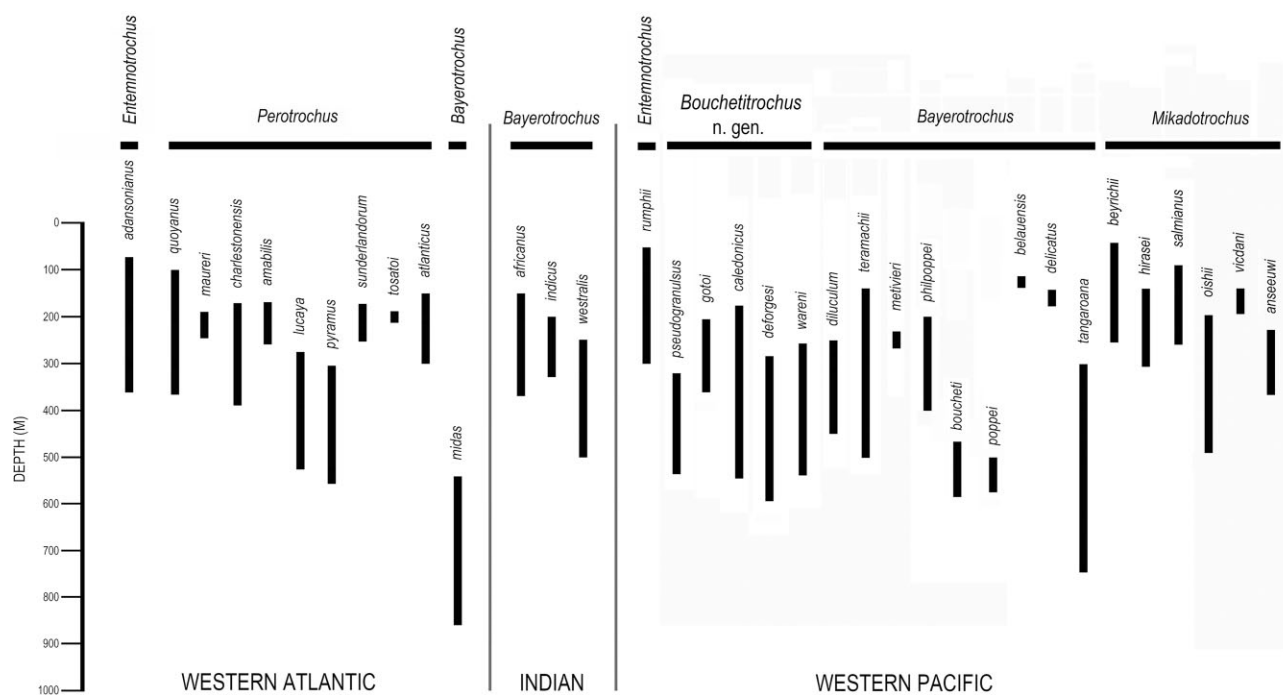 Entemnotrochus
Perotrochus
Bayerotrochus
Bayerotrochus
Entemnotrochus
Bouchetitrochus
n. gen.
Bayerotrochus
Mikadotrochus
adansonianus
quoyanus
maureri
charlestonensis
amabilis
lucaya
pyramus
sunderlandorum
tosatoi
atlanticus
midas
africanus
indicus
westralis
rumphii
pseudogranulsus
gotoi
caledonicus
deforgesi
wareni
diluculum
teramachii
metivieri
philpoppei
boucheti
poppei
belauensis
delicatus
tangaroana
beyrichii
hirasei
salmianus
oishii
vicdani
anseeuwi
DEPTH (M)
0
100
200
300
400
500
600
700
800
900
1000
WESTERN ATLANTIC
INDIAN
WESTERN PACIFIC